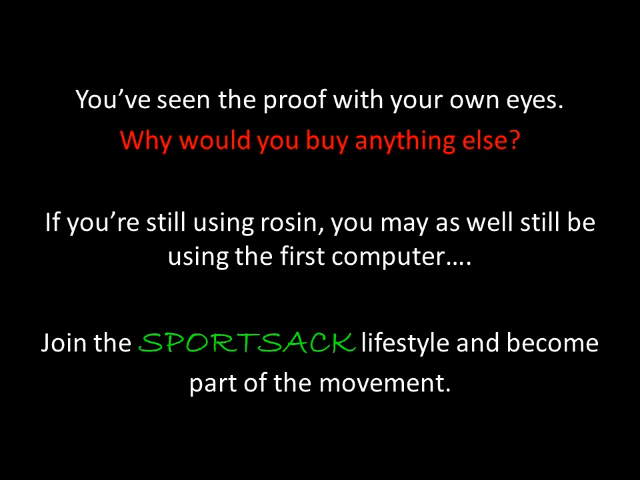 You’ve seen the proof with your own eyes.
Why would you buy anything else?
If you’re still using rosin, you may as well still be
using the first computer….
Join the SPORTSACK lifestyle and become
part of the movement.